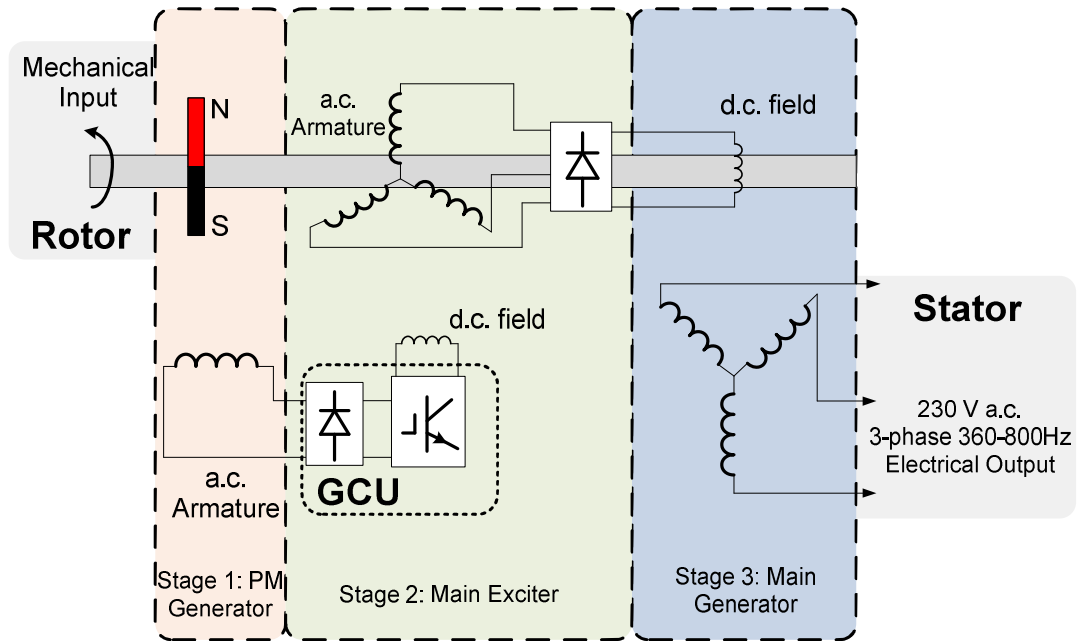 Mechanical
Input
Rotor
N
S
a.c.
Armature
d.c. field
d.c. field
Stator
230 V a.c.
3-phase 360-800Hz
Electrical Output
a.c.
Armature
GCU
Stage 1: PM
Generator
Stage 2: Main Exciter
Stage 3: Main
Generator